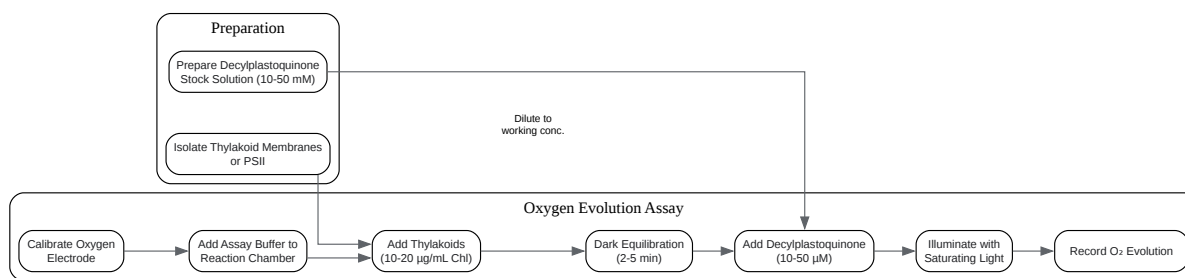 Preparation
Prepare Decylplastoquinone
Stock Solution (10-50 mM)
Dilute to
working conc.
Isolate Thylakoid Membranes
or PSII
Oxygen Evolution Assay
Calibrate Oxygen
Electrode
Add Assay Buffer to
Reaction Chamber
Add Thylakoids
(10-20 µg/mL Chl)
Dark Equilibration
(2-5 min)
Add Decylplastoquinone
(10-50 µM)
Illuminate with
Saturating Light
Record O₂ Evolution